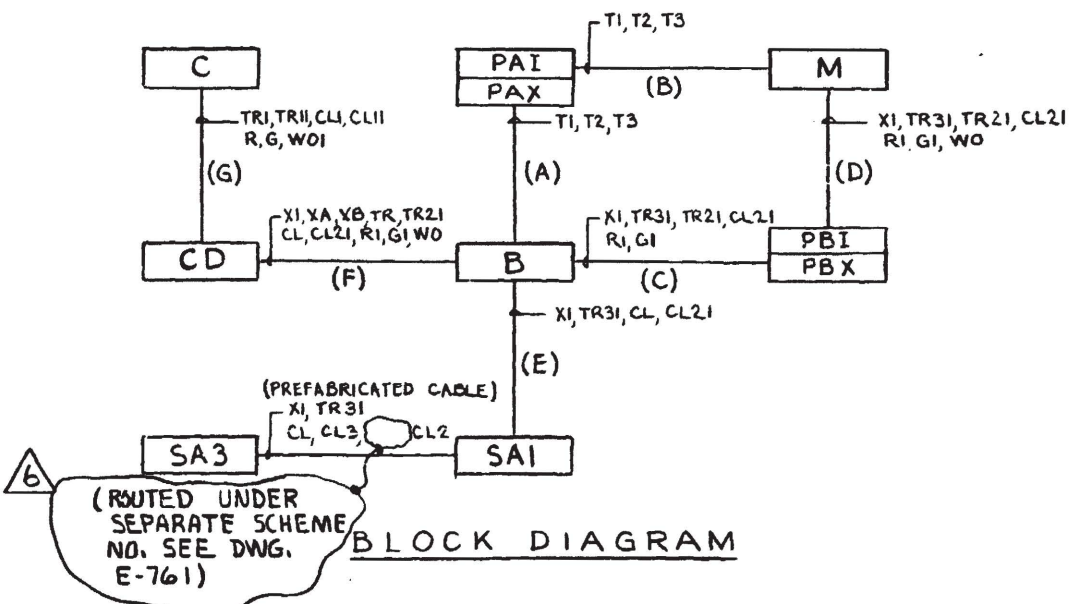 T1, T2, T3
C
PAI
PAX
(B)
M
TR1, TR11, CL1, CL11
R, G, WO1
T1, T2, T3
X1, TR31, TR21, CL21
R1, G1, WO
(G)
(A)
(D)
X1, XA, XB, TR, TR21
CL, CL21, R1, G1, WO
X1, TR31, TR21, CL21
R1, G1
CD
(F)
B
(C)
PBI
PBX
X1, TR31, CL, CL21
(E)
(PREFABRICATED CABLE)
X1, TR31
CL, CL3, CL2
SA3
SA1
6
(ROUTED UNDER
SEPARATE SCHEME
NO. SEE DWG.
E-761)
BLOCK DIAGRAM